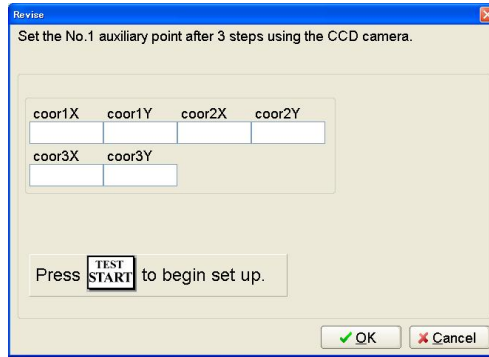 Revise
Set the No.1 auxiliary point after 3 steps using the CCD camera.
coor1X coor1Y coor2X coor2Y
coor3X coor3Y
Press TEST START to begin set up.
OK Cancel